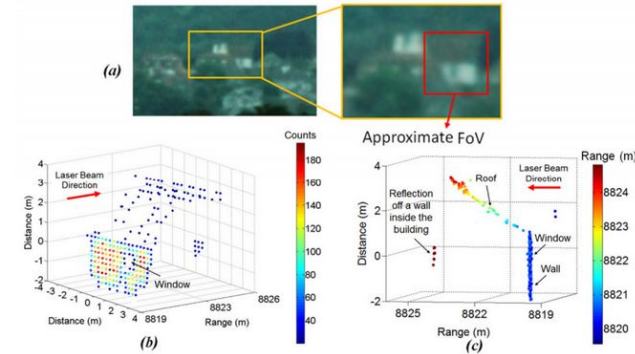 (a)
Approximate FoV
Counts
180
160
140
120
100
80
60
40
Laser Beam
Direction
Distance (m)
4
3
2
1
0
-1
-2
-4
-3
-2
-1
0
1
2
3
4
Window
8819
8823
8826
Distance (m)
Range (m)
(b)
Range (m)
8824
8823
8822
8821
8820
Laser Beam
Direction
Roof
Reflection
off a wall
inside the
building
Window
Wall
Distance (m)
4
2
0
-2
8825
8822
8819
Range (m)
(c)